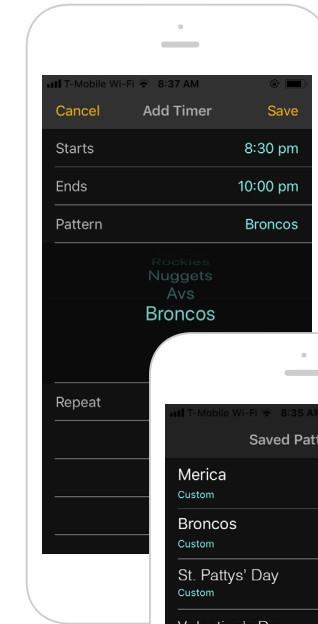 T-Mobile Wi-Fi 8:37 AM
Cancel Add Timer Save
Starts 8:30 pm
Ends 10:00 pm
Pattern Broncos
Rockies
Nuggets
Avs
Broncos
Repeat
T-Mobile Wi-Fi 8:35 AM
Saved Patt
Merica
Custom
Broncos
Custom
St. Pattys' Day
Custom